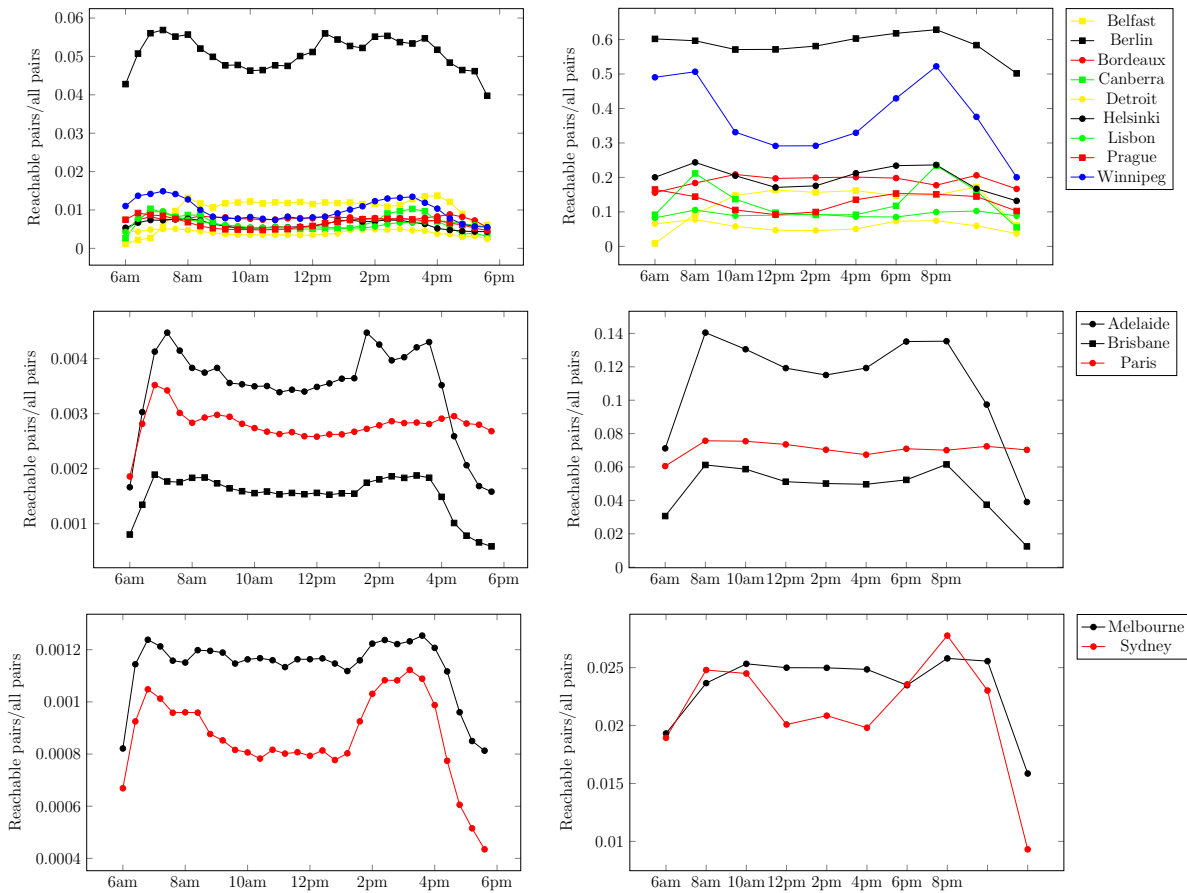 0.06
0.05
0.04
0.03
0.02
0.01
0
Reachable pairs/all pairs
6am 8am 10am 12pm 2pm 4pm 6pm
0.6
0.5
0.4
0.3
0.2
0.1
0
Reachable pairs/all pairs
6am 8am 10am 12pm 2pm 4pm 6pm 8pm
Belfast
Berlin
Bordeaux
Canberra
Detroit
Helsinki
Lisbon
Prague
Winnipeg
0.004
0.003
0.002
0.001
Reachable pairs/all pairs
6am 8am 10am 12pm 2pm 4pm 6pm
0.14
0.12
0.1
0.08
0.06
0.04
0.02
0
Reachable pairs/all pairs
6am 8am 10am 12pm 2pm 4pm 6pm 8pm
Adelaide
Brisbane
Paris
0.0012
0.001
0.0008
0.0006
0.0004
Reachable pairs/all pairs
6am 8am 10am 12pm 2pm 4pm 6pm
0.025
0.02
0.015
0.01
Reachable pairs/all pairs
6am 8am 10am 12pm 2pm 4pm 6pm 8pm
Melbourne
Sydney